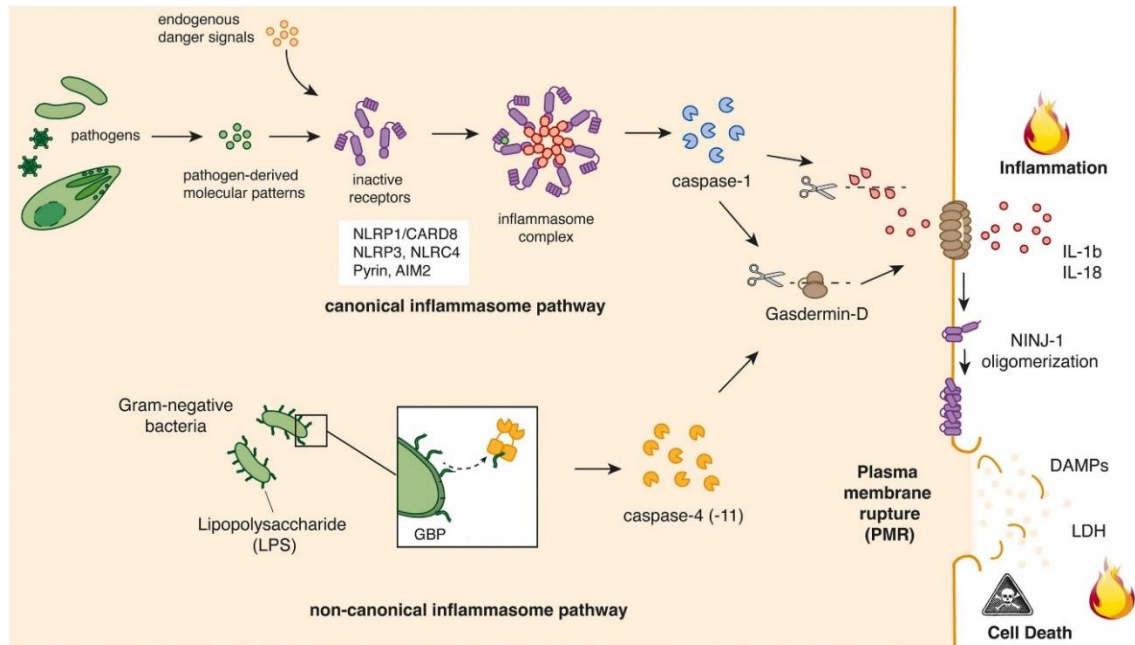 endogenous
danger signals
pathogens
pathogen-derived
molecular patterns
inactive
receptors
NLRP1/CARD8
NLRP3, NLRC4
Pyrin, AIM2
inflammasome
complex
caspase-1
canonical inflammasome pathway
Gasdermin-D
Inflammation
IL-1b
IL-18
NINJ-1
oligomerization
Gram-negative
bacteria
Lipopolysaccharide
(LPS)
GBP
caspase-4 (-11)
non-canonical inflammasome pathway
Plasma
membrane
rupture
(PMR)
DAMPs
LDH
Cell Death